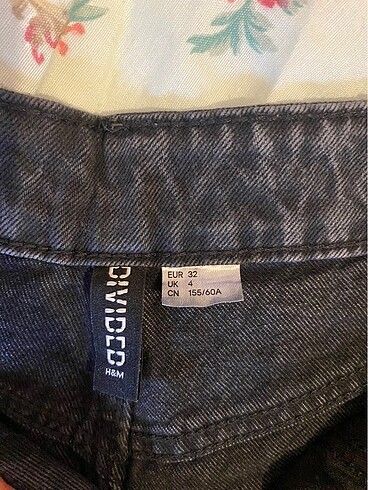 DIVIDED
H&M
EUR 32
UK 4
CN 155/60A